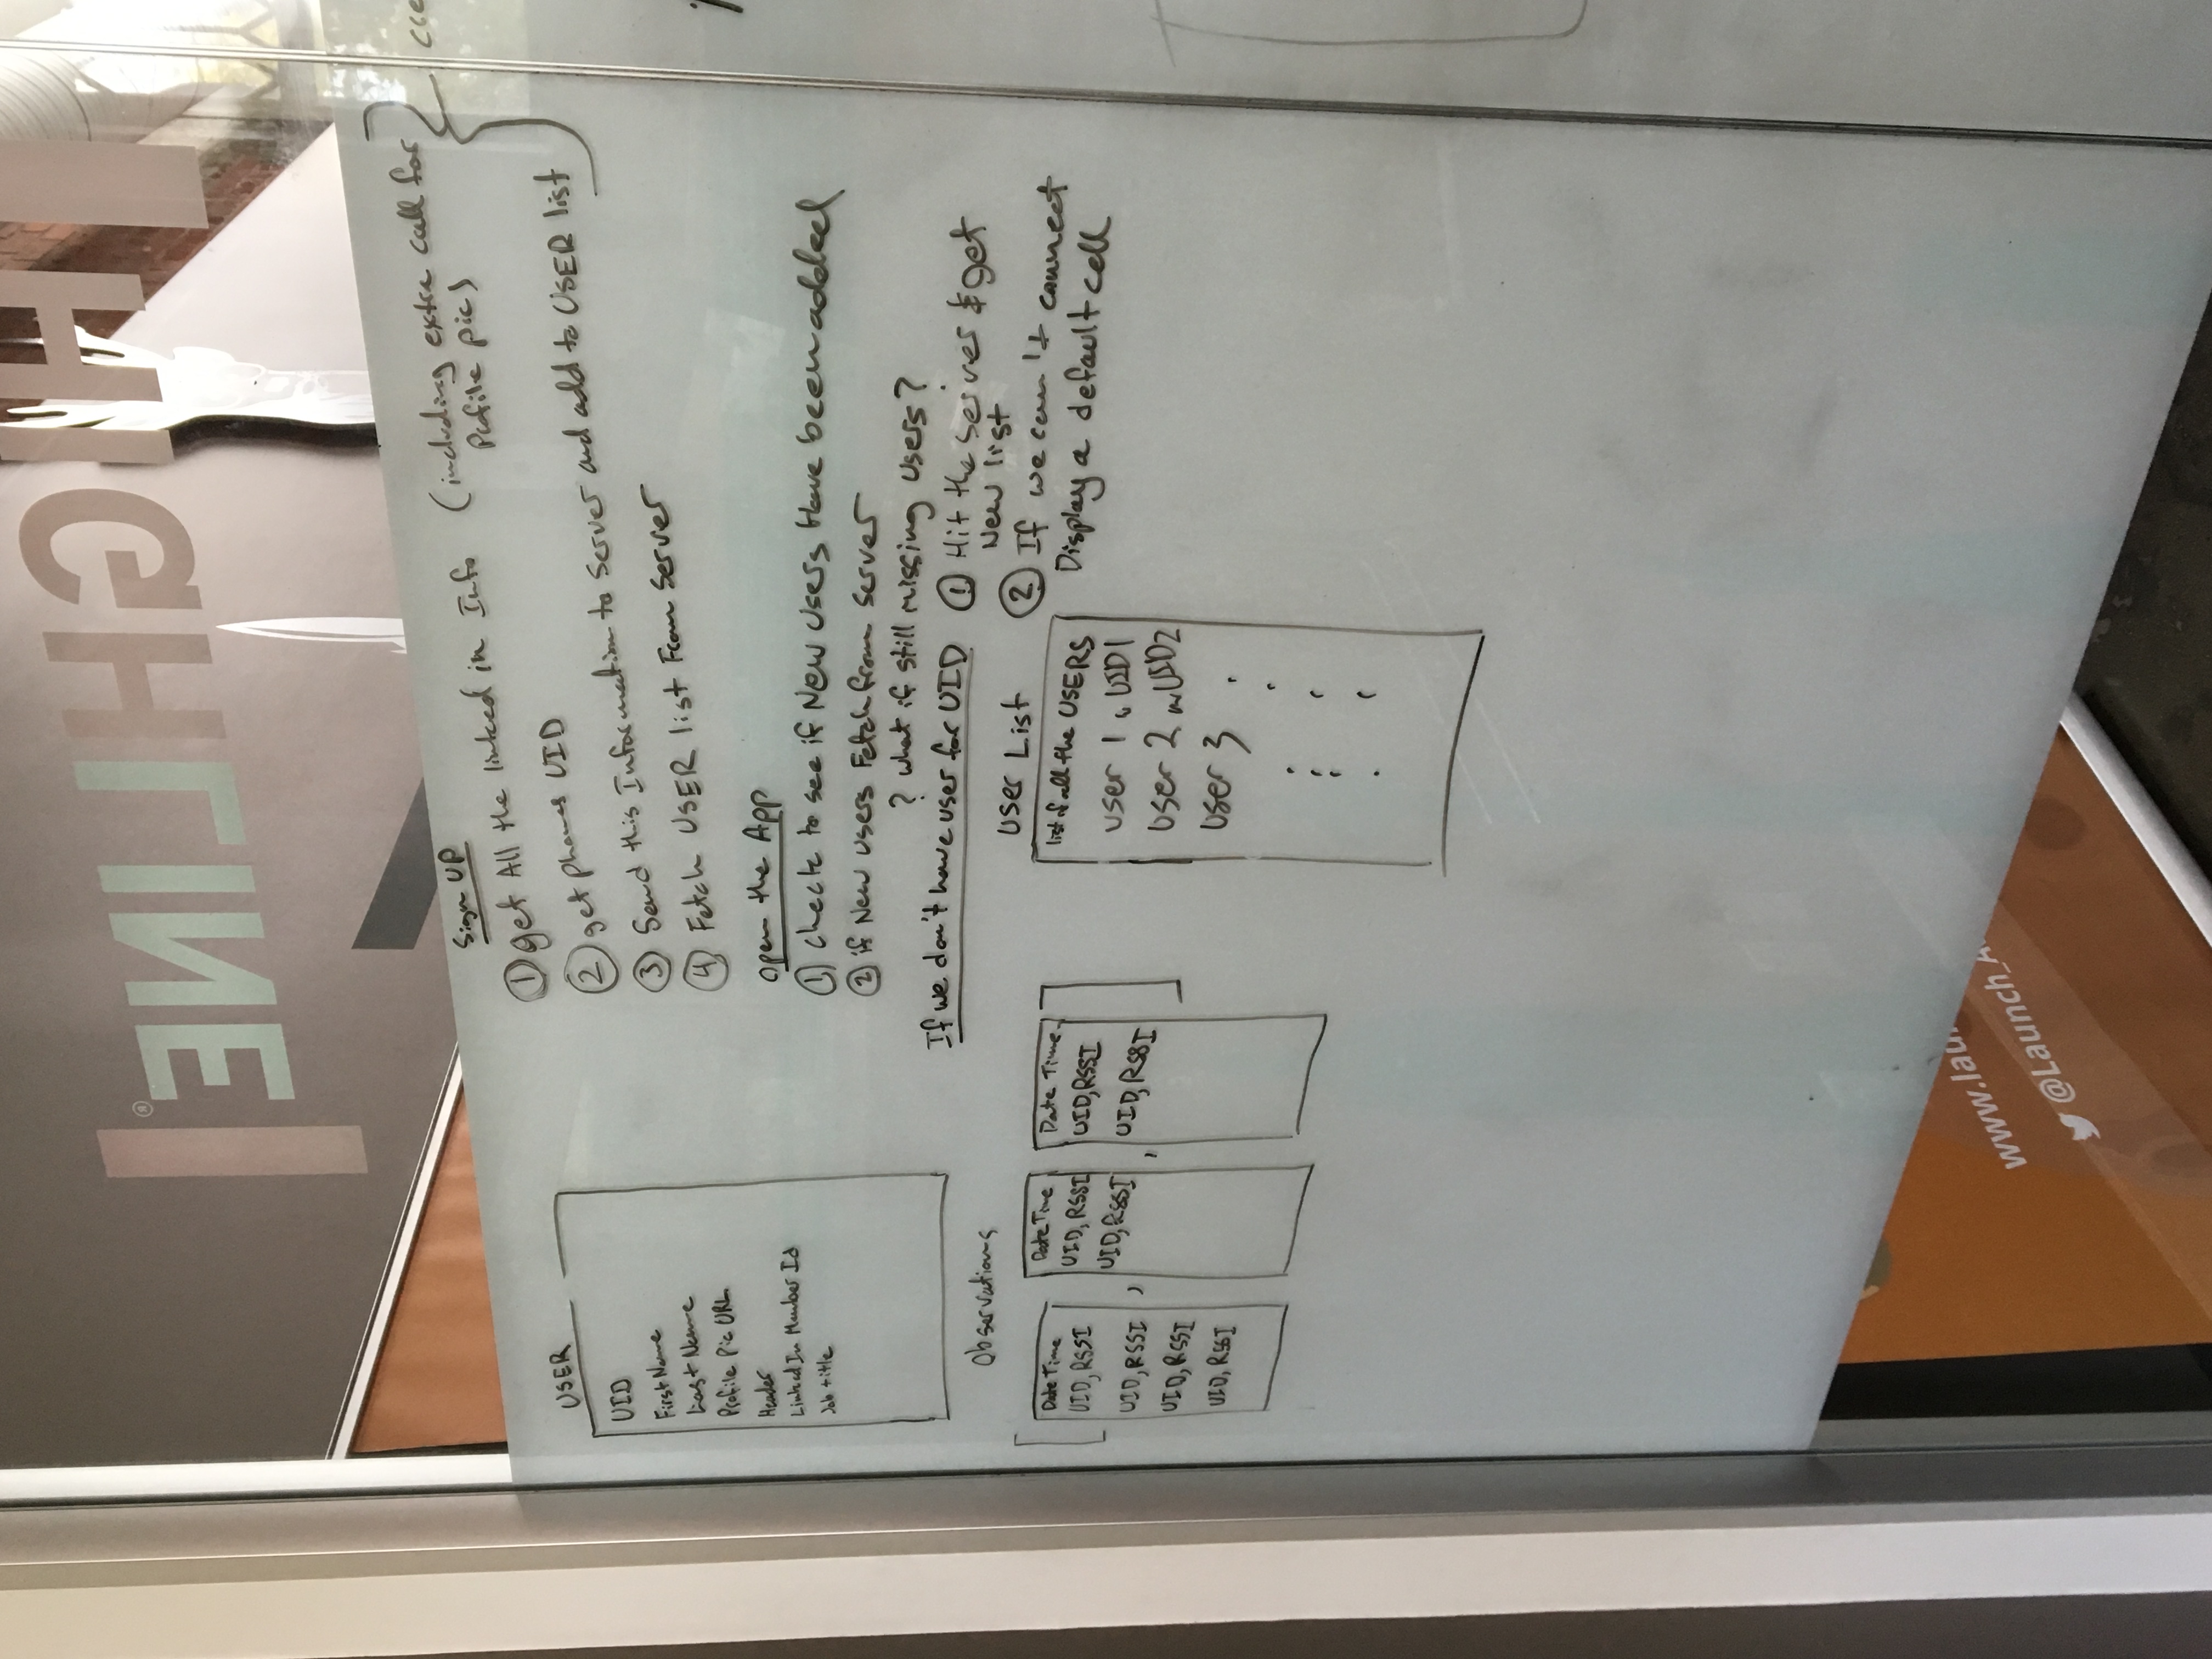 HIGHLINE®
Sign UP
① get All the linked in Info (including extra call for
Profile pic)
② get phones UID
③ Send this Information to Server and add to USER list
④ Fetch USER list From Server
Open the App
① Check to see if New Users Have been added
② if New users Fetch from server
? what if still missing users?
If we don't have user for UID
① Hit the server & get
New list
② If we can't connect
Display a default cell
USER
UID
First Name
Last Name
Profile Pic URL
Header
LinkedIn Member Id
Job title
Observations
Date Time
UID, RSSI
UID, RSSI
UID, RSSI
UID, RSSI
,
Date Time
UID, RSSI
UID, RSSI
,
Date Time
UID, RSSI
UID, RSSI
User List
list of all the USERS
user 1 UID1
user 2 UID2
user 3
www.lau
@Launch_A